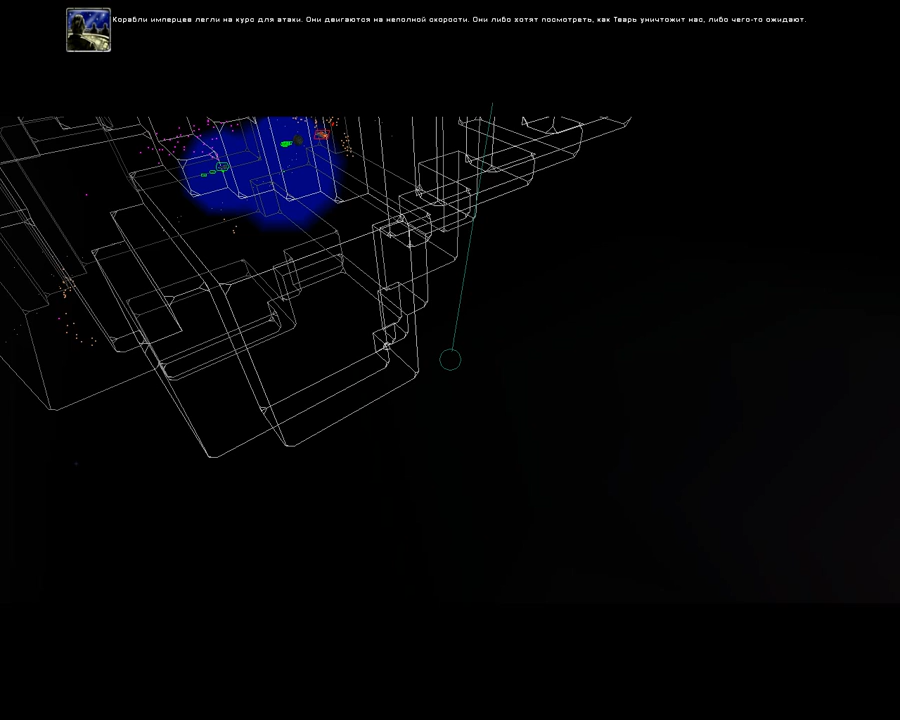 Корабли имперцев легли на курс для атаки. Они двигаются на неполной скорости. Они либо хотят посмотреть, как Тварь уничтожит нас, либо чего-то ожидают.